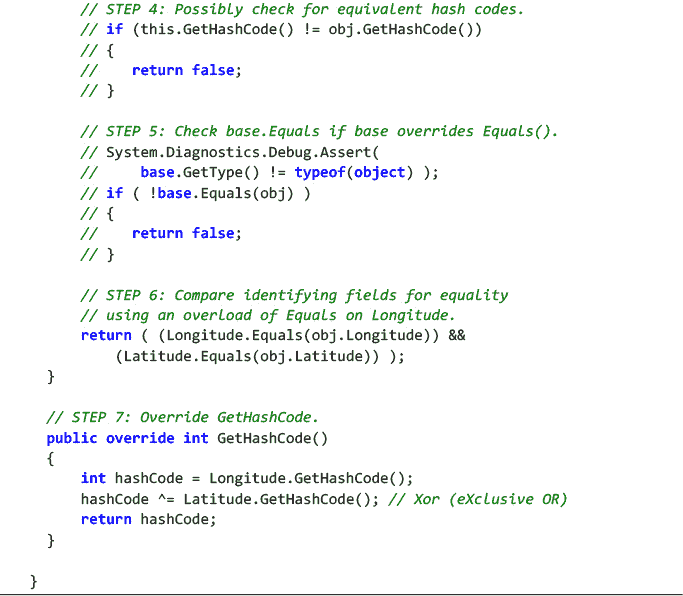 // STEP 4: Possibly check for equivalent hash codes.
// if (this.GetHashCode() != obj.GetHashCode())
// {
//    return false;
// }
// STEP 5: Check base.Equals if base overrides Equals().
// System.Diagnostics.Debug.Assert(
//     base.GetType() != typeof(object) );
// if ( !base.Equals(obj) )
// {
//    return false;
// }
// STEP 6: Compare identifying fields for equality
// using an overload of Equals on Longitude.
return ( (Longitude.Equals(obj.Longitude)) &&
(Latitude.Equals(obj.Latitude)) );
}
// STEP 7: Override GetHashCode.
public override int GetHashCode()
{
int hashCode = Longitude.GetHashCode();
hashCode ^= Latitude.GetHashCode(); // Xor (eXclusive OR)
return hashCode;
}
}